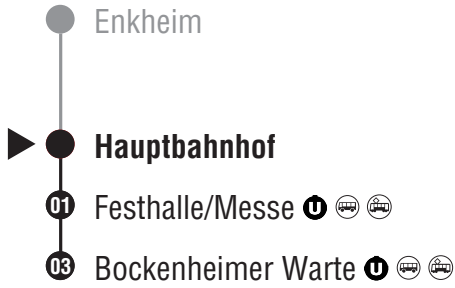 Enkheim
Hauptbahnhof
01 Festhalle/Messe U
03 Bockenheimer Warte U